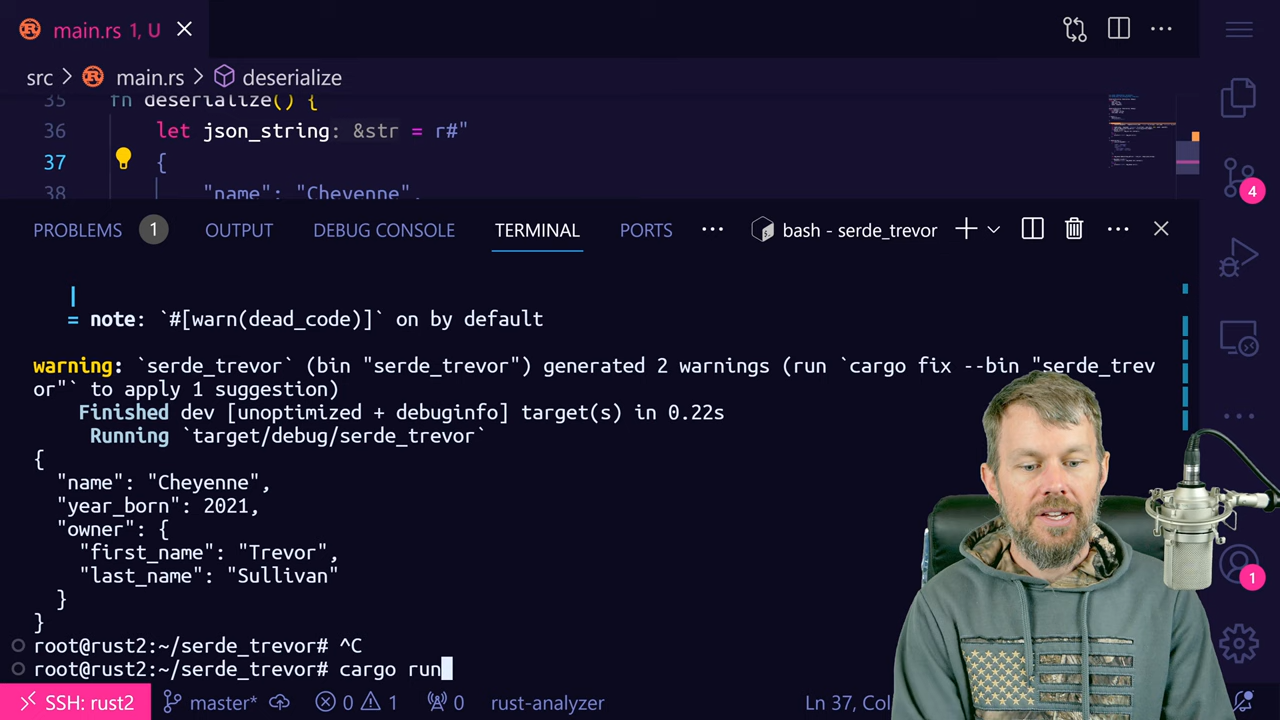 main.rs 1, U
src > main.rs > deserialize
35 fn deserialize() {
36 let json_string: &str = r#"
37 {
38 "name": "Cheyenne",
PROBLEMS 1 OUTPUT DEBUG CONSOLE TERMINAL PORTS ··· bash - serde_trevor
|
= note: `#[warn(dead_code)]` on by default
warning: `serde_trevor` (bin "serde_trevor") generated 2 warnings (run `cargo fix --bin "serde_trev
or"` to apply 1 suggestion)
Finished dev [unoptimized + debuginfo] target(s) in 0.22s
Running `target/debug/serde_trevor`
{
"name": "Cheyenne",
"year_born": 2021,
"owner": {
"first_name": "Trevor",
"last_name": "Sullivan"
}
}
root@rust2:~/serde_trevor# ^C
root@rust2:~/serde_trevor# cargo run
SSH: rust2 master* 0 1 0 rust-analyzer Ln 37, Col
4
1